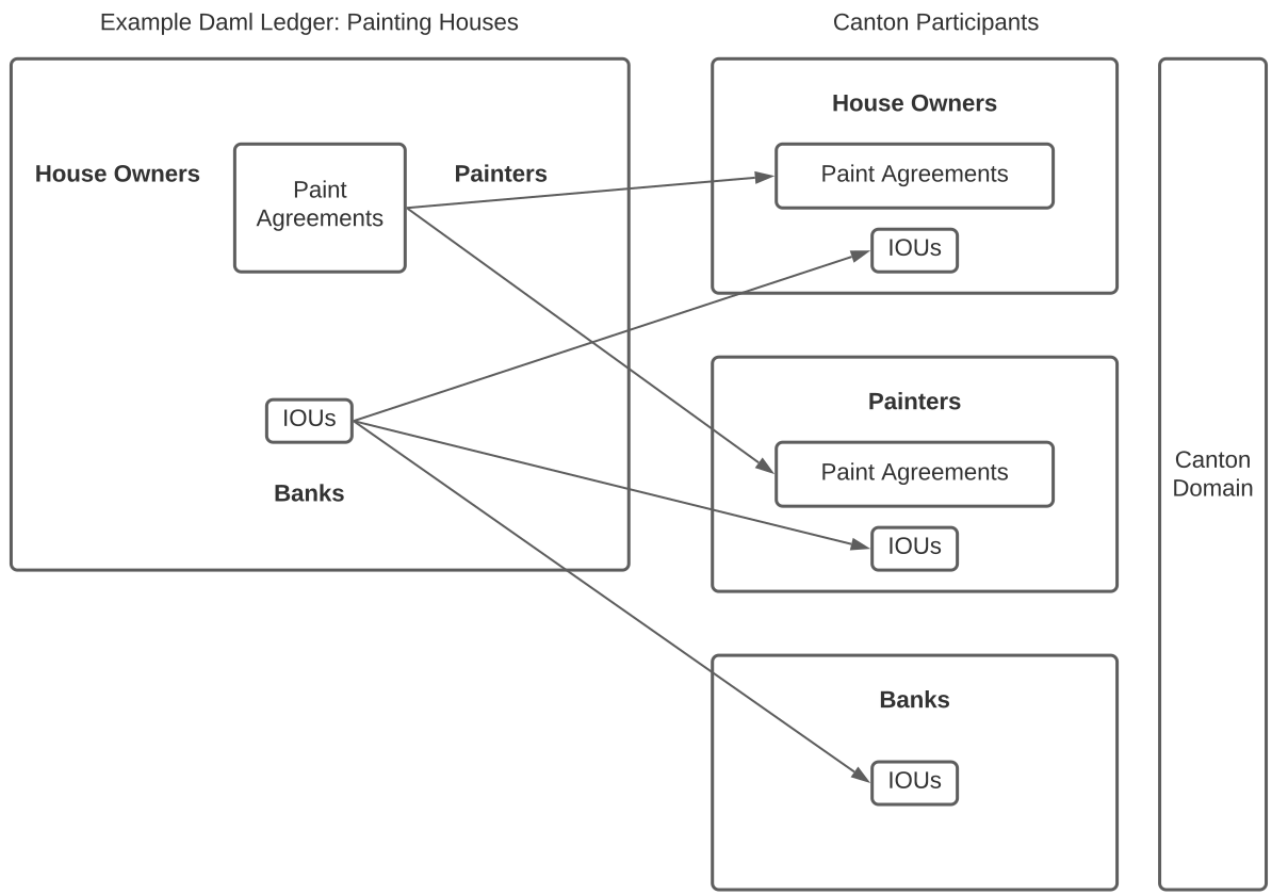 Example Daml Ledger: Painting Houses
House Owners
Paint
Agreements
Painters
IOUs
Banks
Canton Participants
House Owners
Paint Agreements
IOUs
Painters
Paint Agreements
IOUs
Banks
IOUs
Canton
Domain